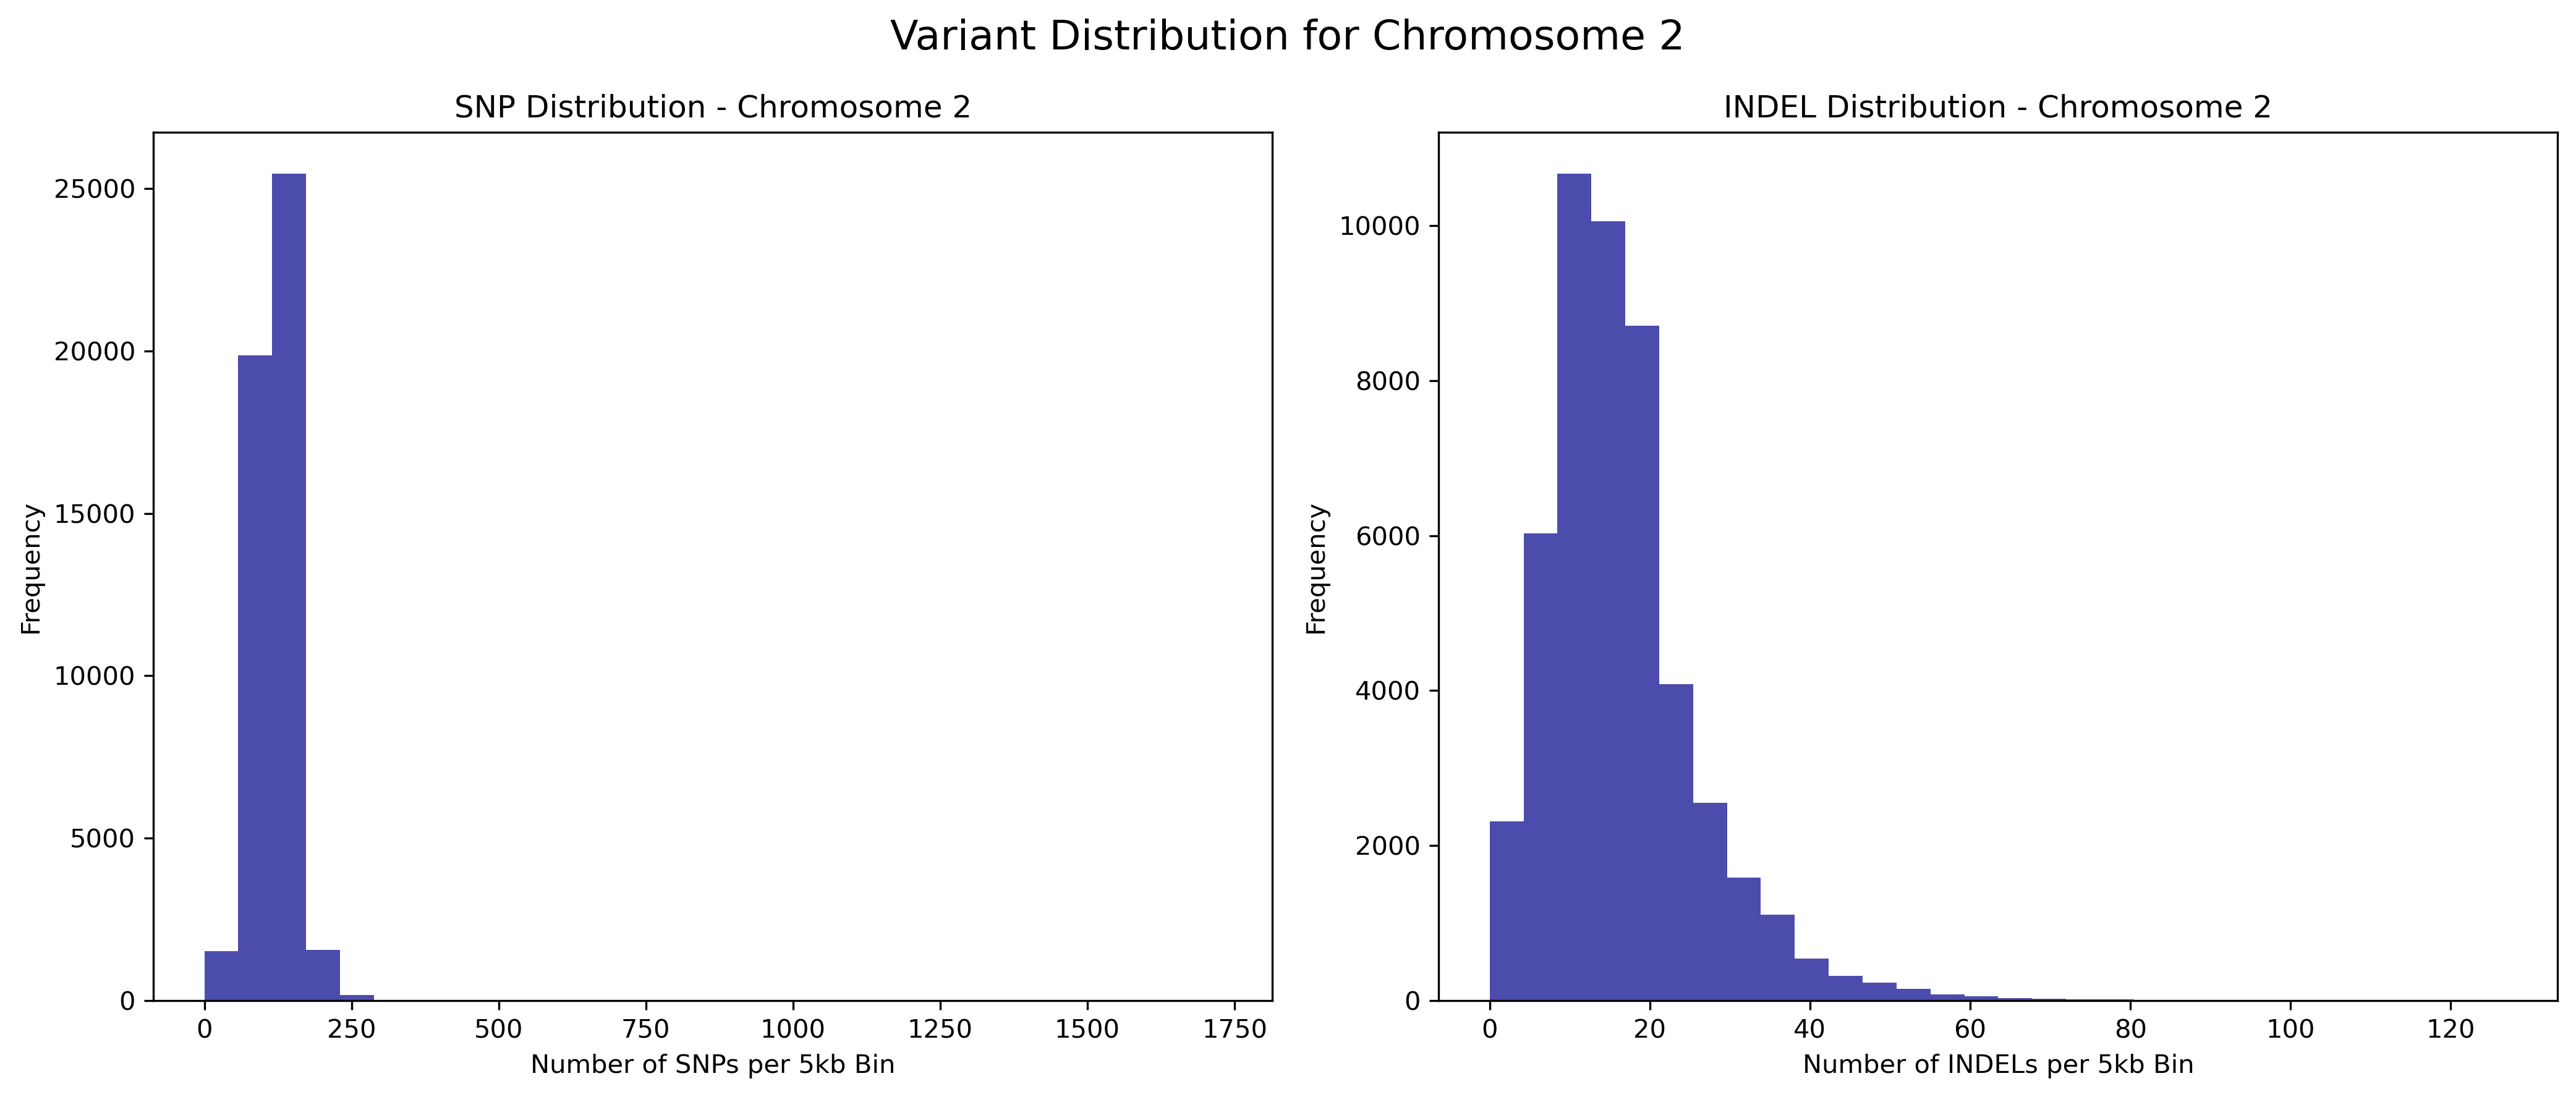 Variant Distribution for Chromosome 2
SNP Distribution - Chromosome 2
Frequency
25000
20000
15000
10000
5000
0
0 250 500 750 1000 1250 1500 1750
Number of SNPs per 5kb Bin
INDEL Distribution - Chromosome 2
Frequency
10000
8000
6000
4000
2000
0
0 20 40 60 80 100 120
Number of INDELs per 5kb Bin